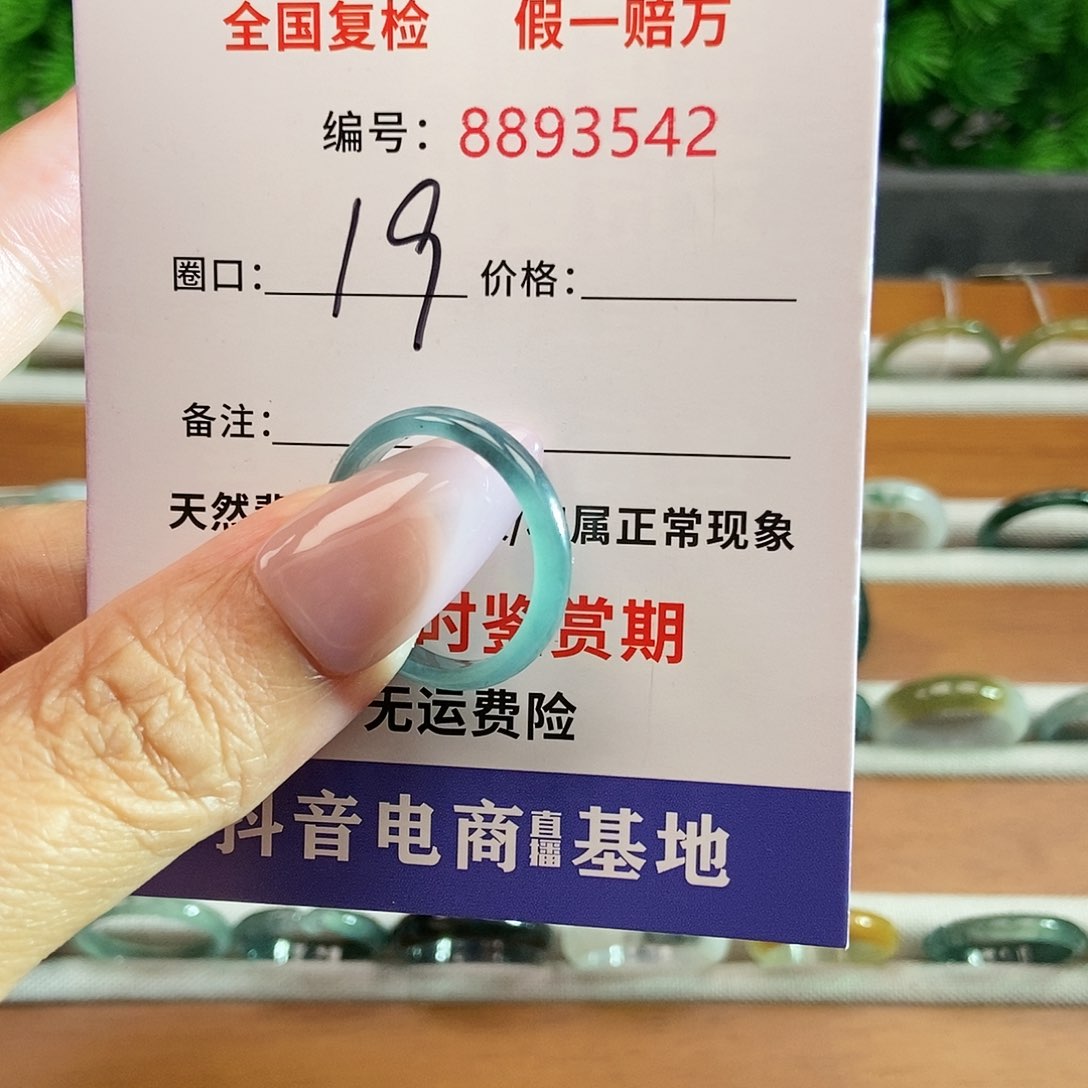 全国复检 假一赔万
编号：8893542
圈口：19 价格：
备注：
天然 属正常现象
时鉴赏期
无运费险
抖音电商直播基地